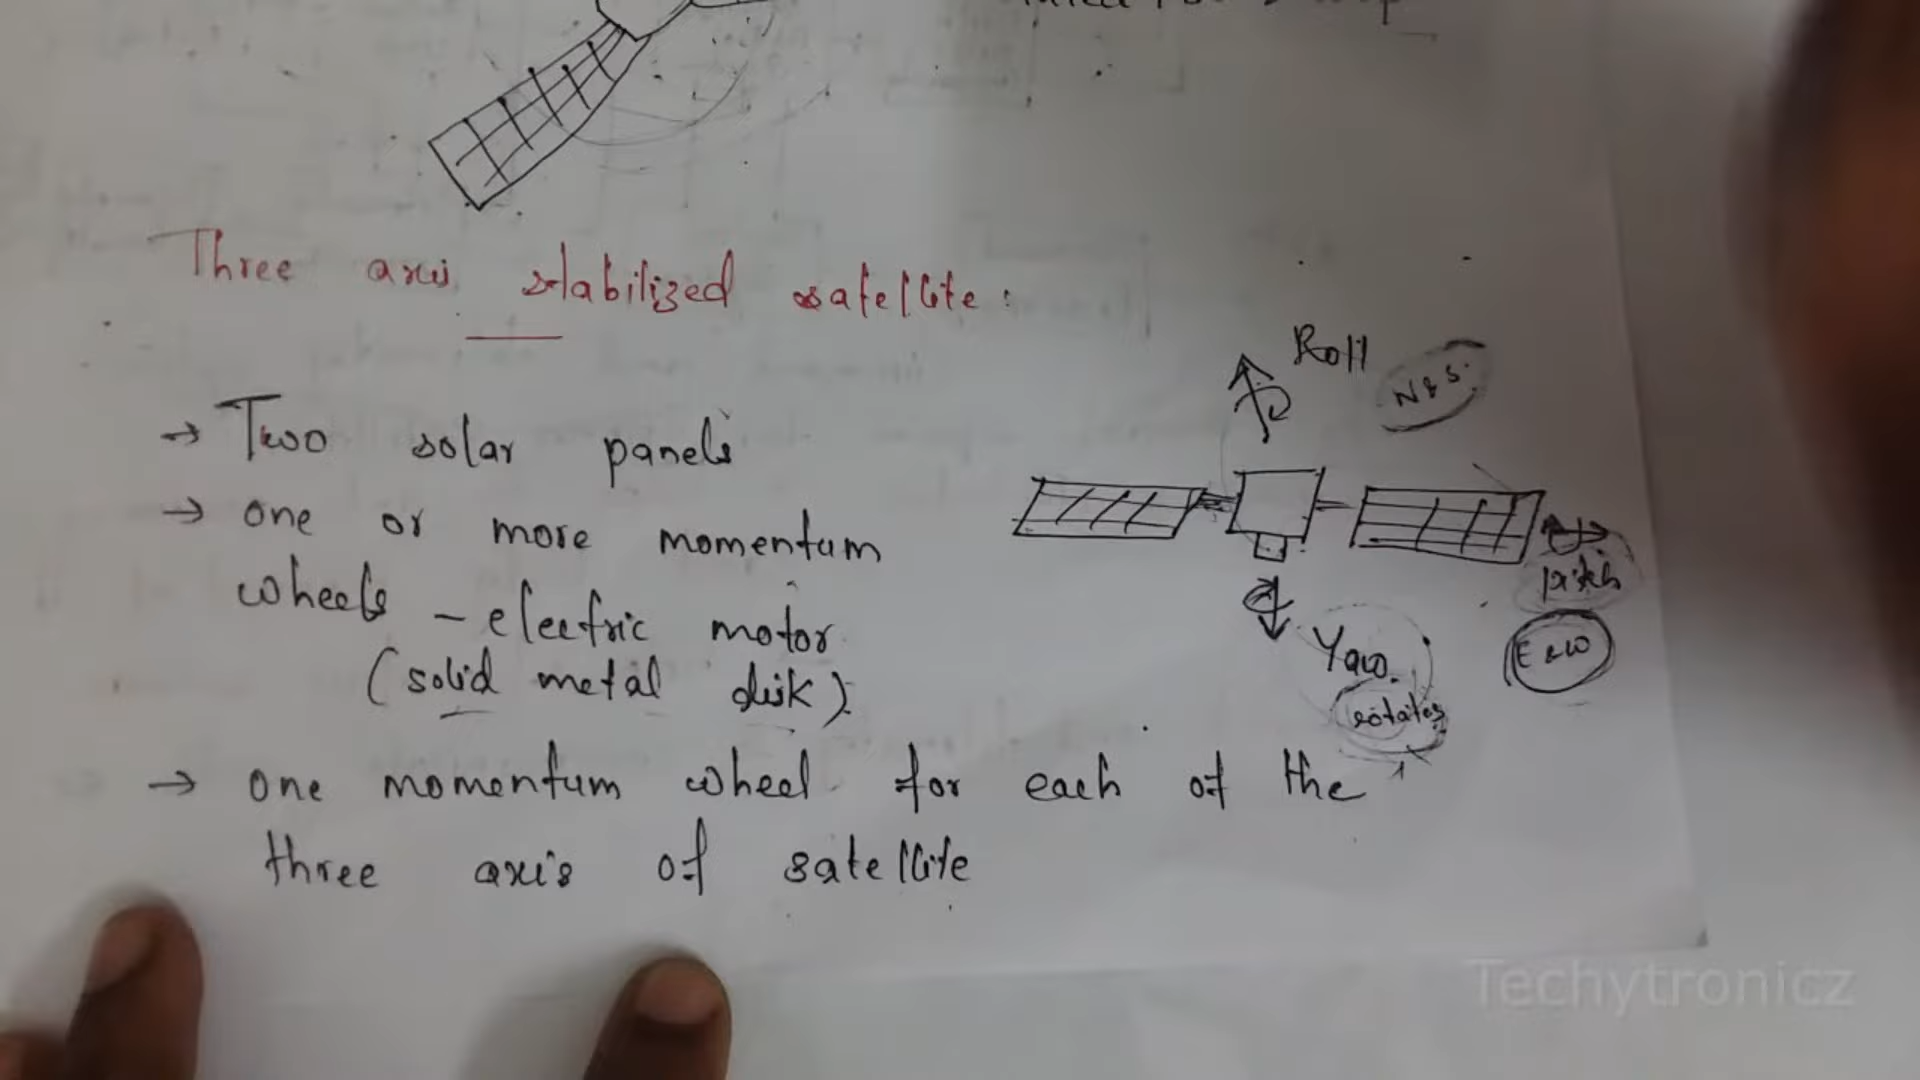 Three axis stabilized satellite:
→ Two solar panels
→ one or more momentum
wheels – electric motor
(solid metal disk)
→ one momentum wheel for each of the
three axis of satellite
Roll
N & S.
pitch
E & W
Yaw.
rotates
Techytronicz